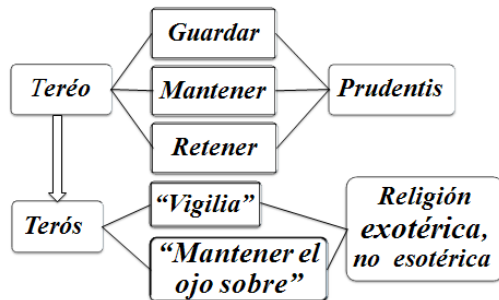 Guardar
Teréo
Mantener
Prudentis
Retener
Terós
“Vigilia”
“Mantener el
ojo sobre”
Religión
exotérica,
no esotérica